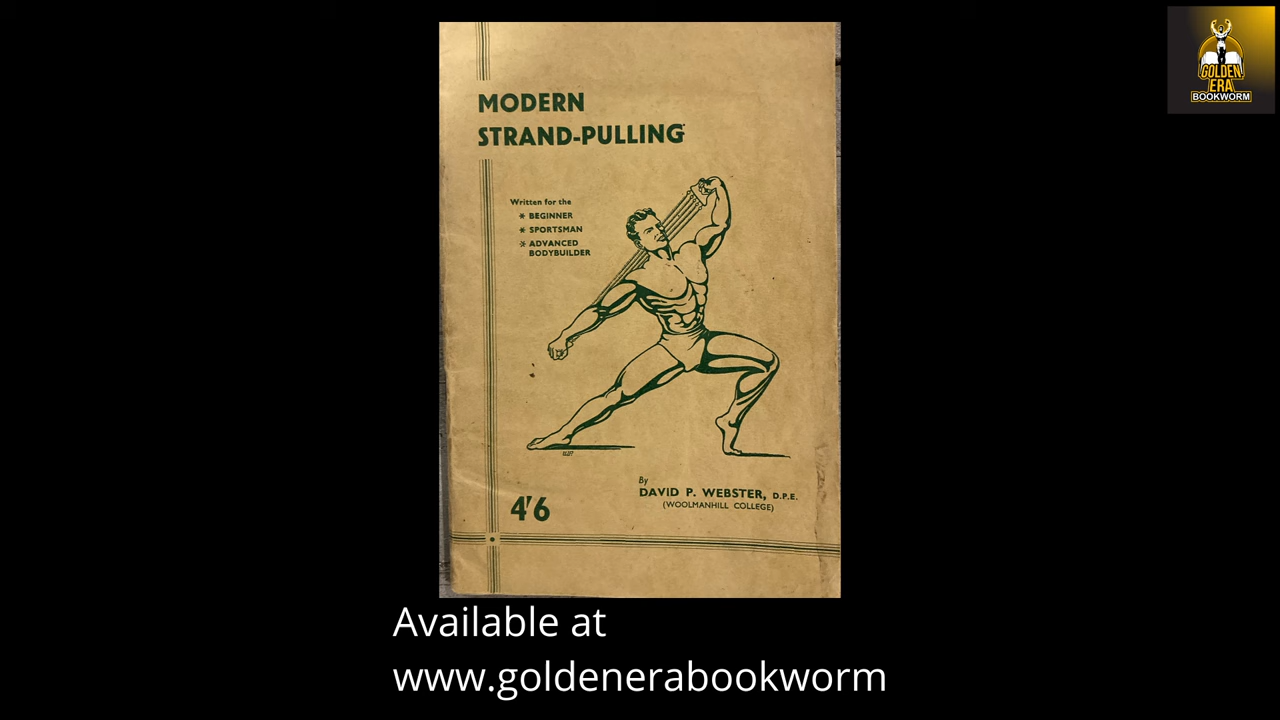 MODERN
STRAND-PULLING
Written for the
* BEGINNER
* SPORTSMAN
* ADVANCED
BODYBUILDER
By
DAVID P. WEBSTER, D.P.E.
(WOOLMANHILL COLLEGE)
4'6
GOLDEN
ERA
BOOKWORM
Available at
www.goldenerabookworm